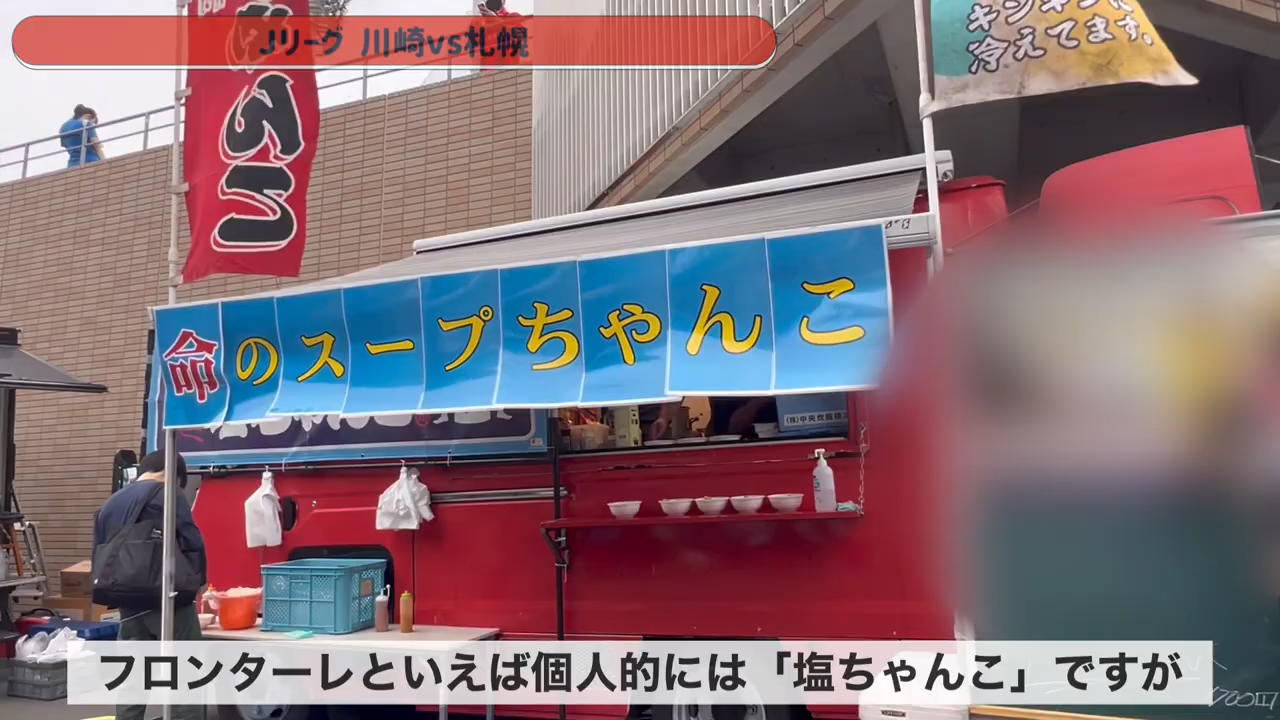 Jリーグ 川崎vs札幌
キンキンに
冷えてます。
命のスープちゃんこ
(株)中央炊飯
フロンターレといえば個人的には「塩ちゃんこ」ですが